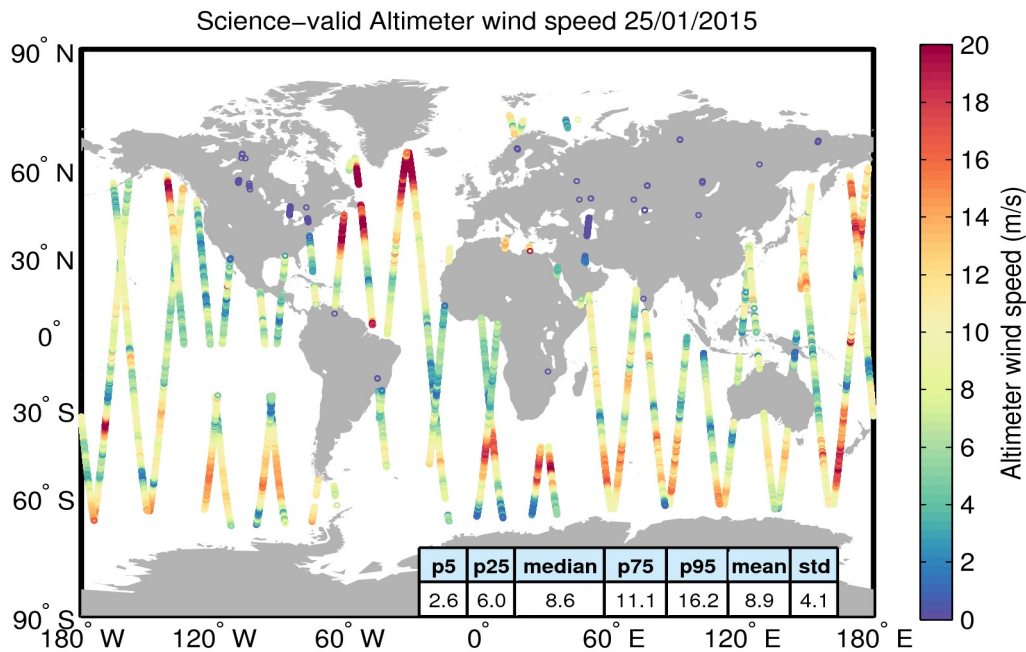 Science−valid Altimeter wind speed 25/01/2015
90° N
60° N
30° N
0°
30° S
60° S
90° S
180° W
120° W
60° W
0°
60° E
120° E
180° E
p5 p25 median p75 p95 mean std
2.6 6.0 8.6 11.1 16.2 8.9 4.1
20
18
16
14
12
10
8
6
4
2
0
Altimeter wind speed (m/s)